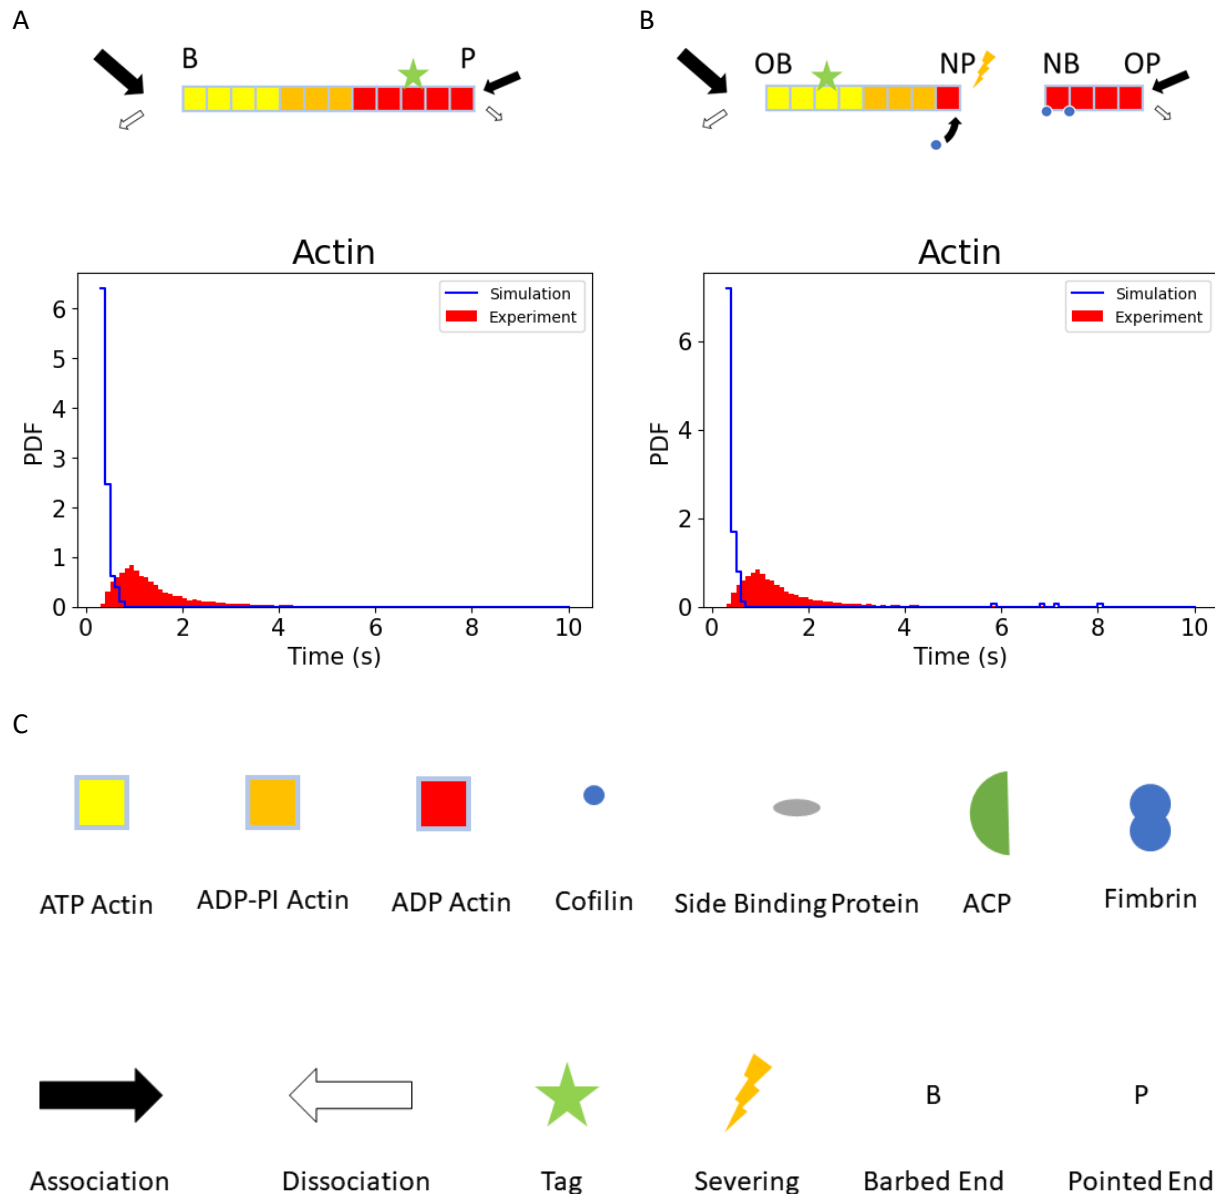 A
B
P
Actin
Simulation
Experiment
6
5
4
3
2
1
0
PDF
0
2
4
6
8
10
Time (s)
B
OB
NP
NB
OP
Actin
Simulation
Experiment
6
4
2
0
PDF
0
2
4
6
8
10
Time (s)
C
ATP Actin
ADP-PI Actin
ADP Actin
Cofilin
Side Binding Protein
ACP
Fimbrin
B
P
Association
Dissociation
Tag
Severing
Barbed End
Pointed End